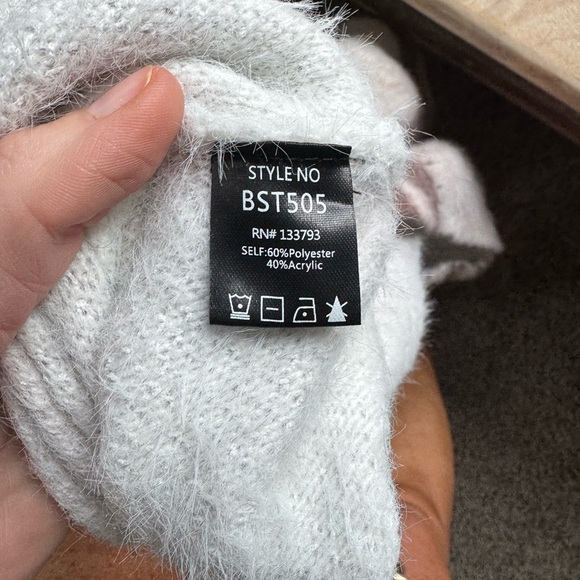 STYLE NO
BST505
RN# 133793
SELF:60%Polyester
40%Acrylic